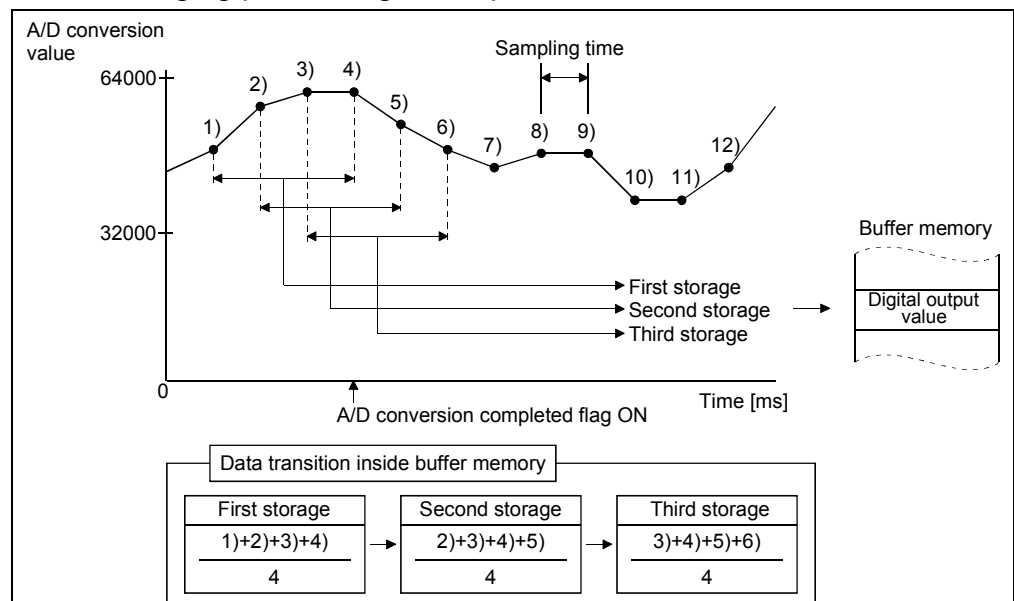 A/D conversion
value
64000
32000
0
1)
2)
3)
4)
5)
6)
7)
8)
9)
10)
11)
12)
Sampling time
First storage
Second storage
Third storage
Buffer memory
Digital output
value
Time [ms]
A/D conversion completed flag ON
Data transition inside buffer memory
First storage
1)+2)+3)+4)
4
Second storage
2)+3)+4)+5)
4
Third storage
3)+4)+5)+6)
4